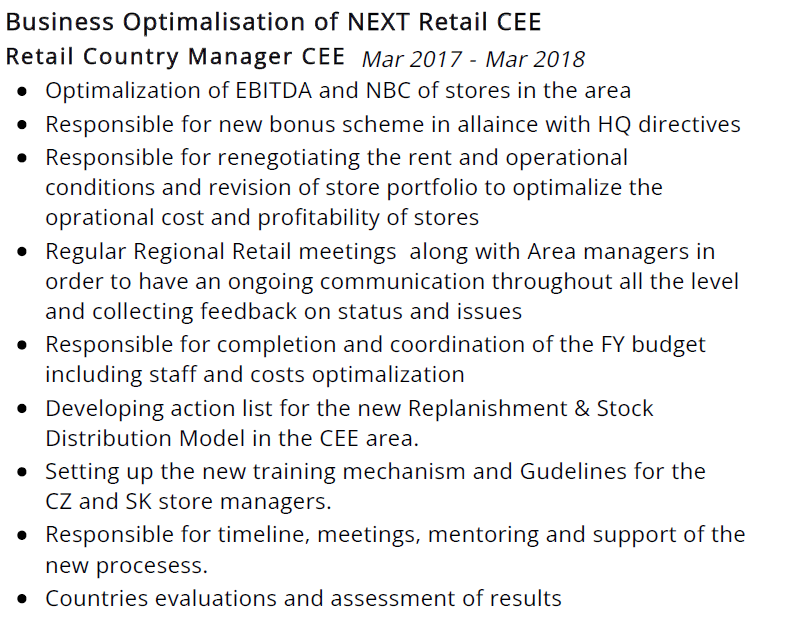 Business Optimalisation of NEXT Retail CEE
Retail Country Manager CEE Mar 2017 - Mar 2018
• Optimalization of EBITDA and NBC of stores in the area
• Responsible for new bonus scheme in allaince with HQ directives
• Responsible for renegotiating the rent and operational
conditions and revision of store portfolio to optimalize the
oprational cost and profitability of stores
• Regular Regional Retail meetings  along with Area managers in
order to have an ongoing communication throughout all the level
and collecting feedback on status and issues
• Responsible for completion and coordination of the FY budget
including staff and costs optimalization
• Developing action list for the new Replanishment & Stock
Distribution Model in the CEE area.
• Setting up the new training mechanism and Gudelines for the
CZ and SK store managers.
• Responsible for timeline, meetings, mentoring and support of the
new procesess.
• Countries evaluations and assessment of results